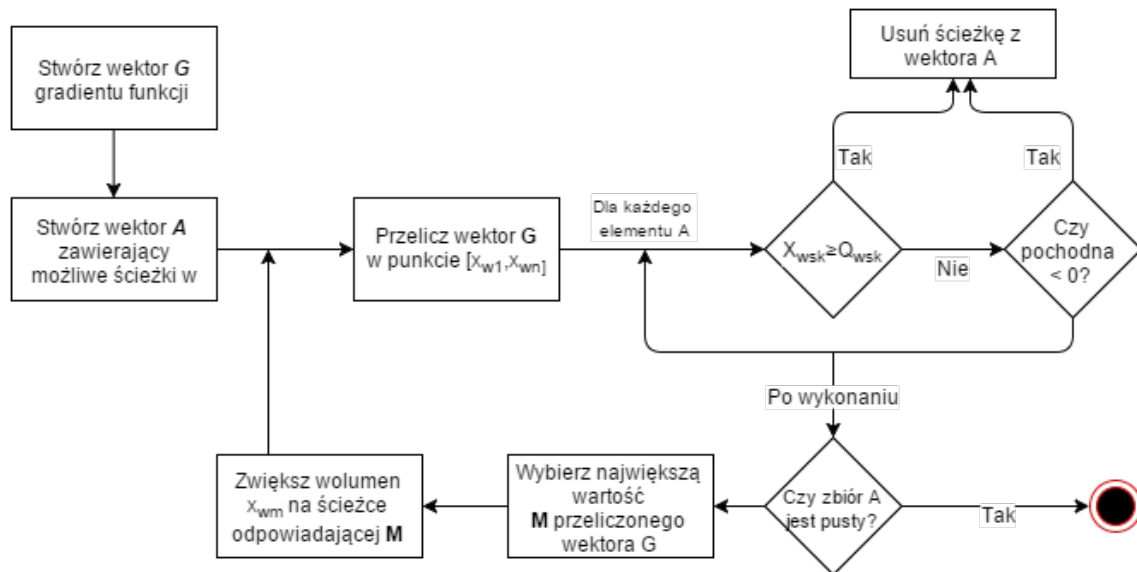 Stwórz wektor G
gradientu funkcji
Stwórz wektor A
zawierający
możliwe ścieżki w
Przelicz wektor G
w punkcie [xw1,xwn]
Dla każdego
elementu A
Xwsk≥Qwsk
Tak
Nie
Usuń ścieżkę z
wektora A
Tak
Czy
pochodna
< 0?
Po wykonaniu
Czy zbiór A
jest pusty?
Tak
Wybierz największą
wartość
M przeliczonego
wektora G
Zwiększ wolumen
xwm na ścieżce
odpowiadającej M